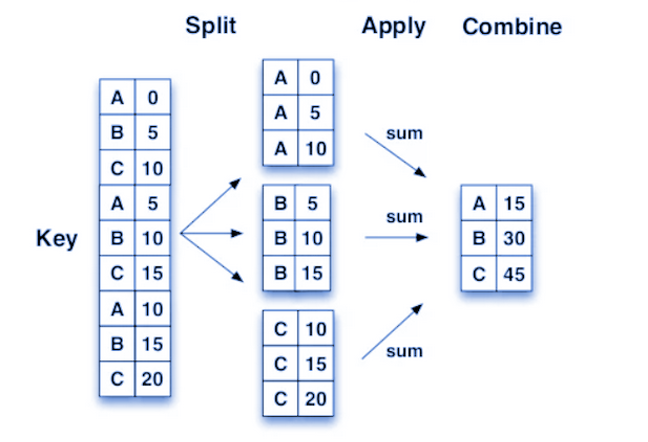 Split Apply Combine
Key
A 0
B 5
C 10
A 5
B 10
C 15
A 10
B 15
C 20
A 0
A 5
A 10
B 5
B 10
B 15
C 10
C 15
C 20
sum
sum
sum
A 15
B 30
C 45